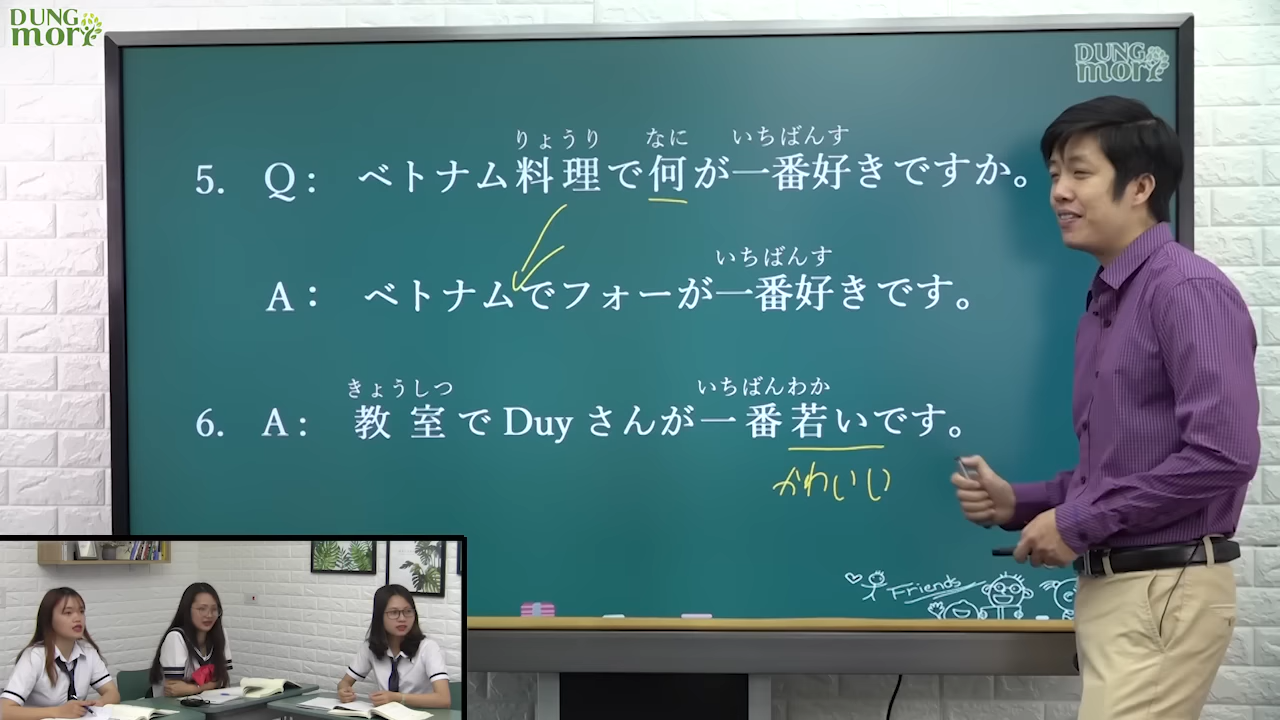 DUNG
mori
DUNG
mori
りょうり なに いちばんす
5. Q： ベトナム料理で何が一番好きですか。
いちばんす
A： ベトナムでフォーが一番好きです。
きょうしつ いちばんわか
6. A： 教室で Duy さんが一番若いです。
かわいい
Friends